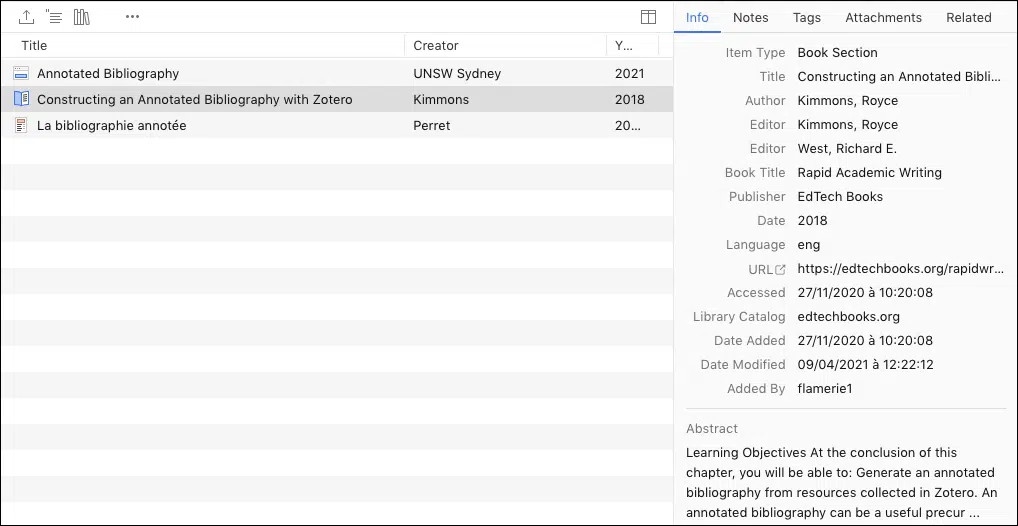 Title Creator Y...
Annotated Bibliography UNSW Sydney 2021
Constructing an Annotated Bibliography with Zotero Kimmons 2018
La bibliographie annotée Perret 20...
Info Notes Tags Attachments Related
Item Type Book Section
Title Constructing an Annotated Bibli...
Author Kimmons, Royce
Editor Kimmons, Royce
Editor West, Richard E.
Book Title Rapid Academic Writing
Publisher EdTech Books
Date 2018
Language eng
URL https://edtechbooks.org/rapidwr...
Accessed 27/11/2020 à 10:20:08
Library Catalog edtechbooks.org
Date Added 27/11/2020 à 10:20:08
Date Modified 09/04/2021 à 12:22:12
Added By flamerie1
Abstract
Learning Objectives At the conclusion of this
chapter, you will be able to: Generate an annotated
bibliography from resources collected in Zotero. An
annotated bibliography can be a useful precur ...